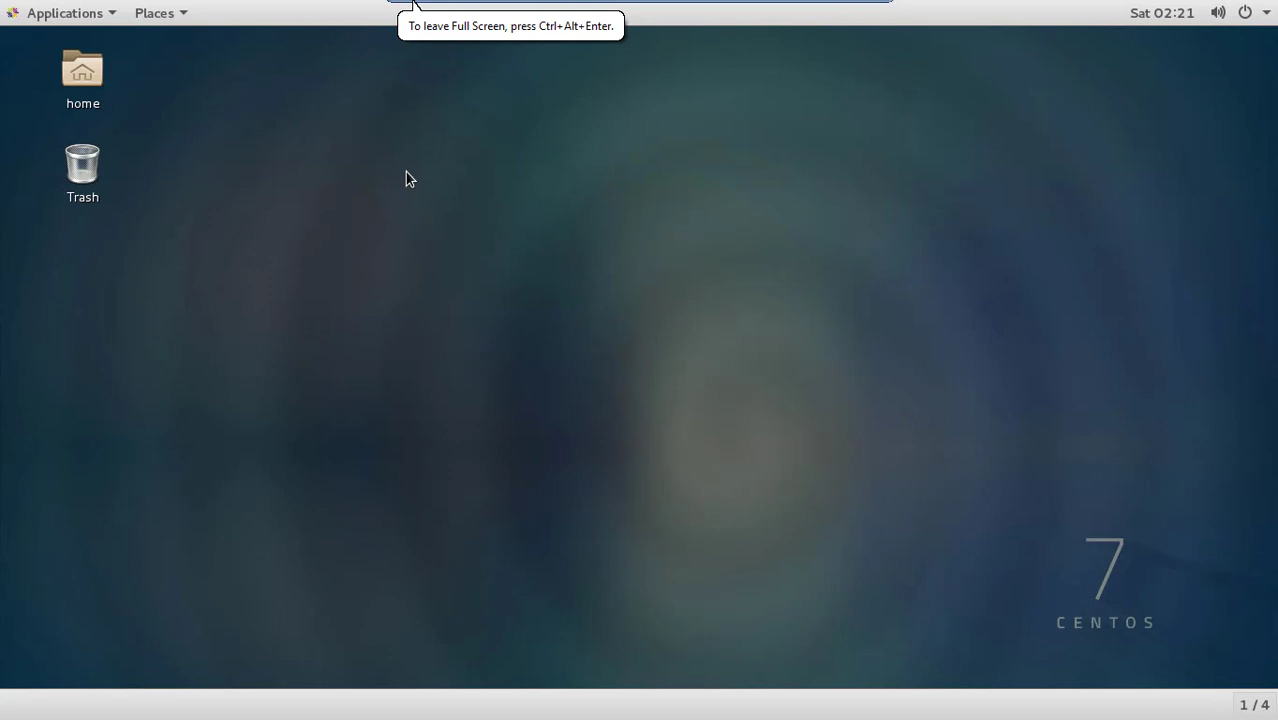 Applications Places Sat 02:21
To leave Full Screen, press Ctrl+Alt+Enter.
home
Trash
7
CENTOS
1 / 4